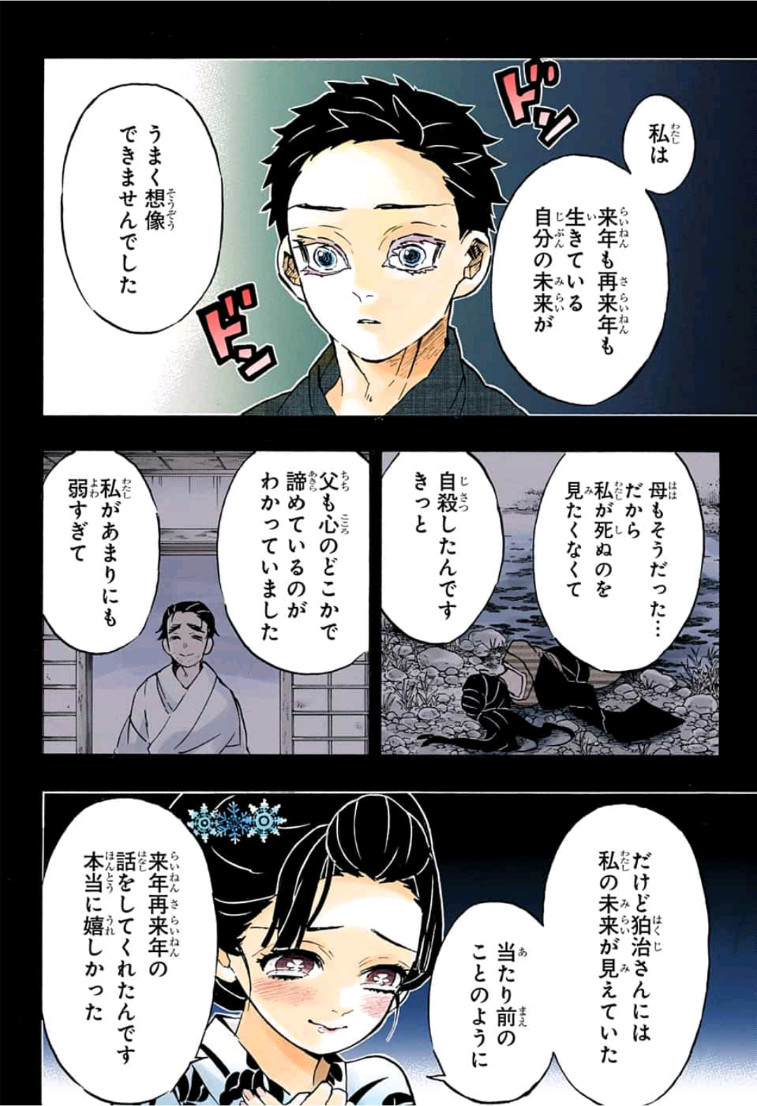 私は
来年も再来年も
生きている
自分の未来が
うまく想像
できませんでした
ドドン
ドドン
母もそうだった…
だから
私が死ぬのを
見たくなくて
自殺したんです
きっと
父も心のどこかで
諦めているのが
わかっていました
私があまりにも
弱すぎて
だけど狛治さんには
私の未来が見えていた
当たり前の
ことのように
来年再来年の
話をしてくれたんです
本当に嬉しかった